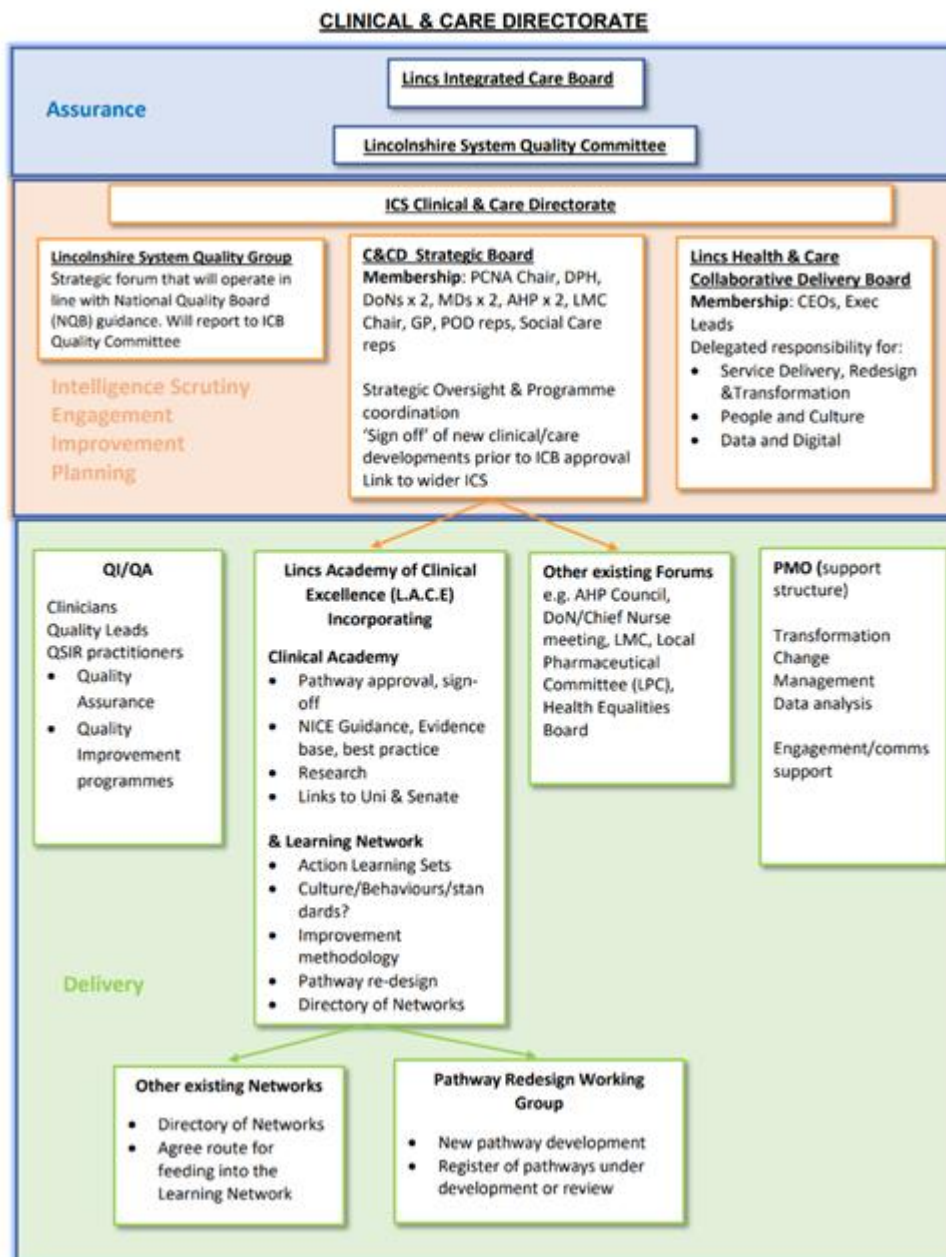 CLINICAL & CARE DIRECTORATE
Assurance
Lincs Integrated Care Board
Lincolnshire System Quality Committee
ICS Clinical & Care Directorate
Lincolnshire System Quality Group
Strategic forum that will operate in
line with National Quality Board
(NQB) guidance. Will report to ICB
Quality Committee
Intelligence Scrutiny
Engagement
Improvement
Planning
C&CD Strategic Board
Membership: PCNA Chair, DPH,
DoNs x 2, MDs x 2, AHP x 2, LMC
Chair, GP, POD reps, Social Care
reps
Strategic Oversight & Programme
coordination
‘Sign off’ of new clinical/care
developments prior to ICB approval
Link to wider ICS
Lincs Health & Care
Collaborative Delivery Board
Membership: CEOs, Exec
Leads
Delegated responsibility for:
• Service Delivery, Redesign
&Transformation
• People and Culture
• Data and Digital
QI/QA
Clinicians
Quality Leads
QSIR practitioners
• Quality
Assurance
• Quality
Improvement
programmes
Lincs Academy of Clinical
Excellence (L.A.C.E)
Incorporating
Clinical Academy
• Pathway approval, sign-
off
• NICE Guidance, Evidence
base, best practice
• Research
• Links to Uni & Senate
& Learning Network
• Action Learning Sets
• Culture/Behaviours/stan
dards?
• Improvement
methodology
• Pathway re-design
• Directory of Networks
Other existing Forums
e.g. AHP Council,
DoN/Chief Nurse
meeting, LMC, Local
Pharmaceutical
Committee (LPC),
Health Equalities
Board
PMO (support
structure)
Transformation
Change
Management
Data analysis
Engagement/comms
support
Delivery
Other existing Networks
• Directory of Networks
• Agree route for
feeding into the
Learning Network
Pathway Redesign Working
Group
• New pathway development
• Register of pathways under
development or review